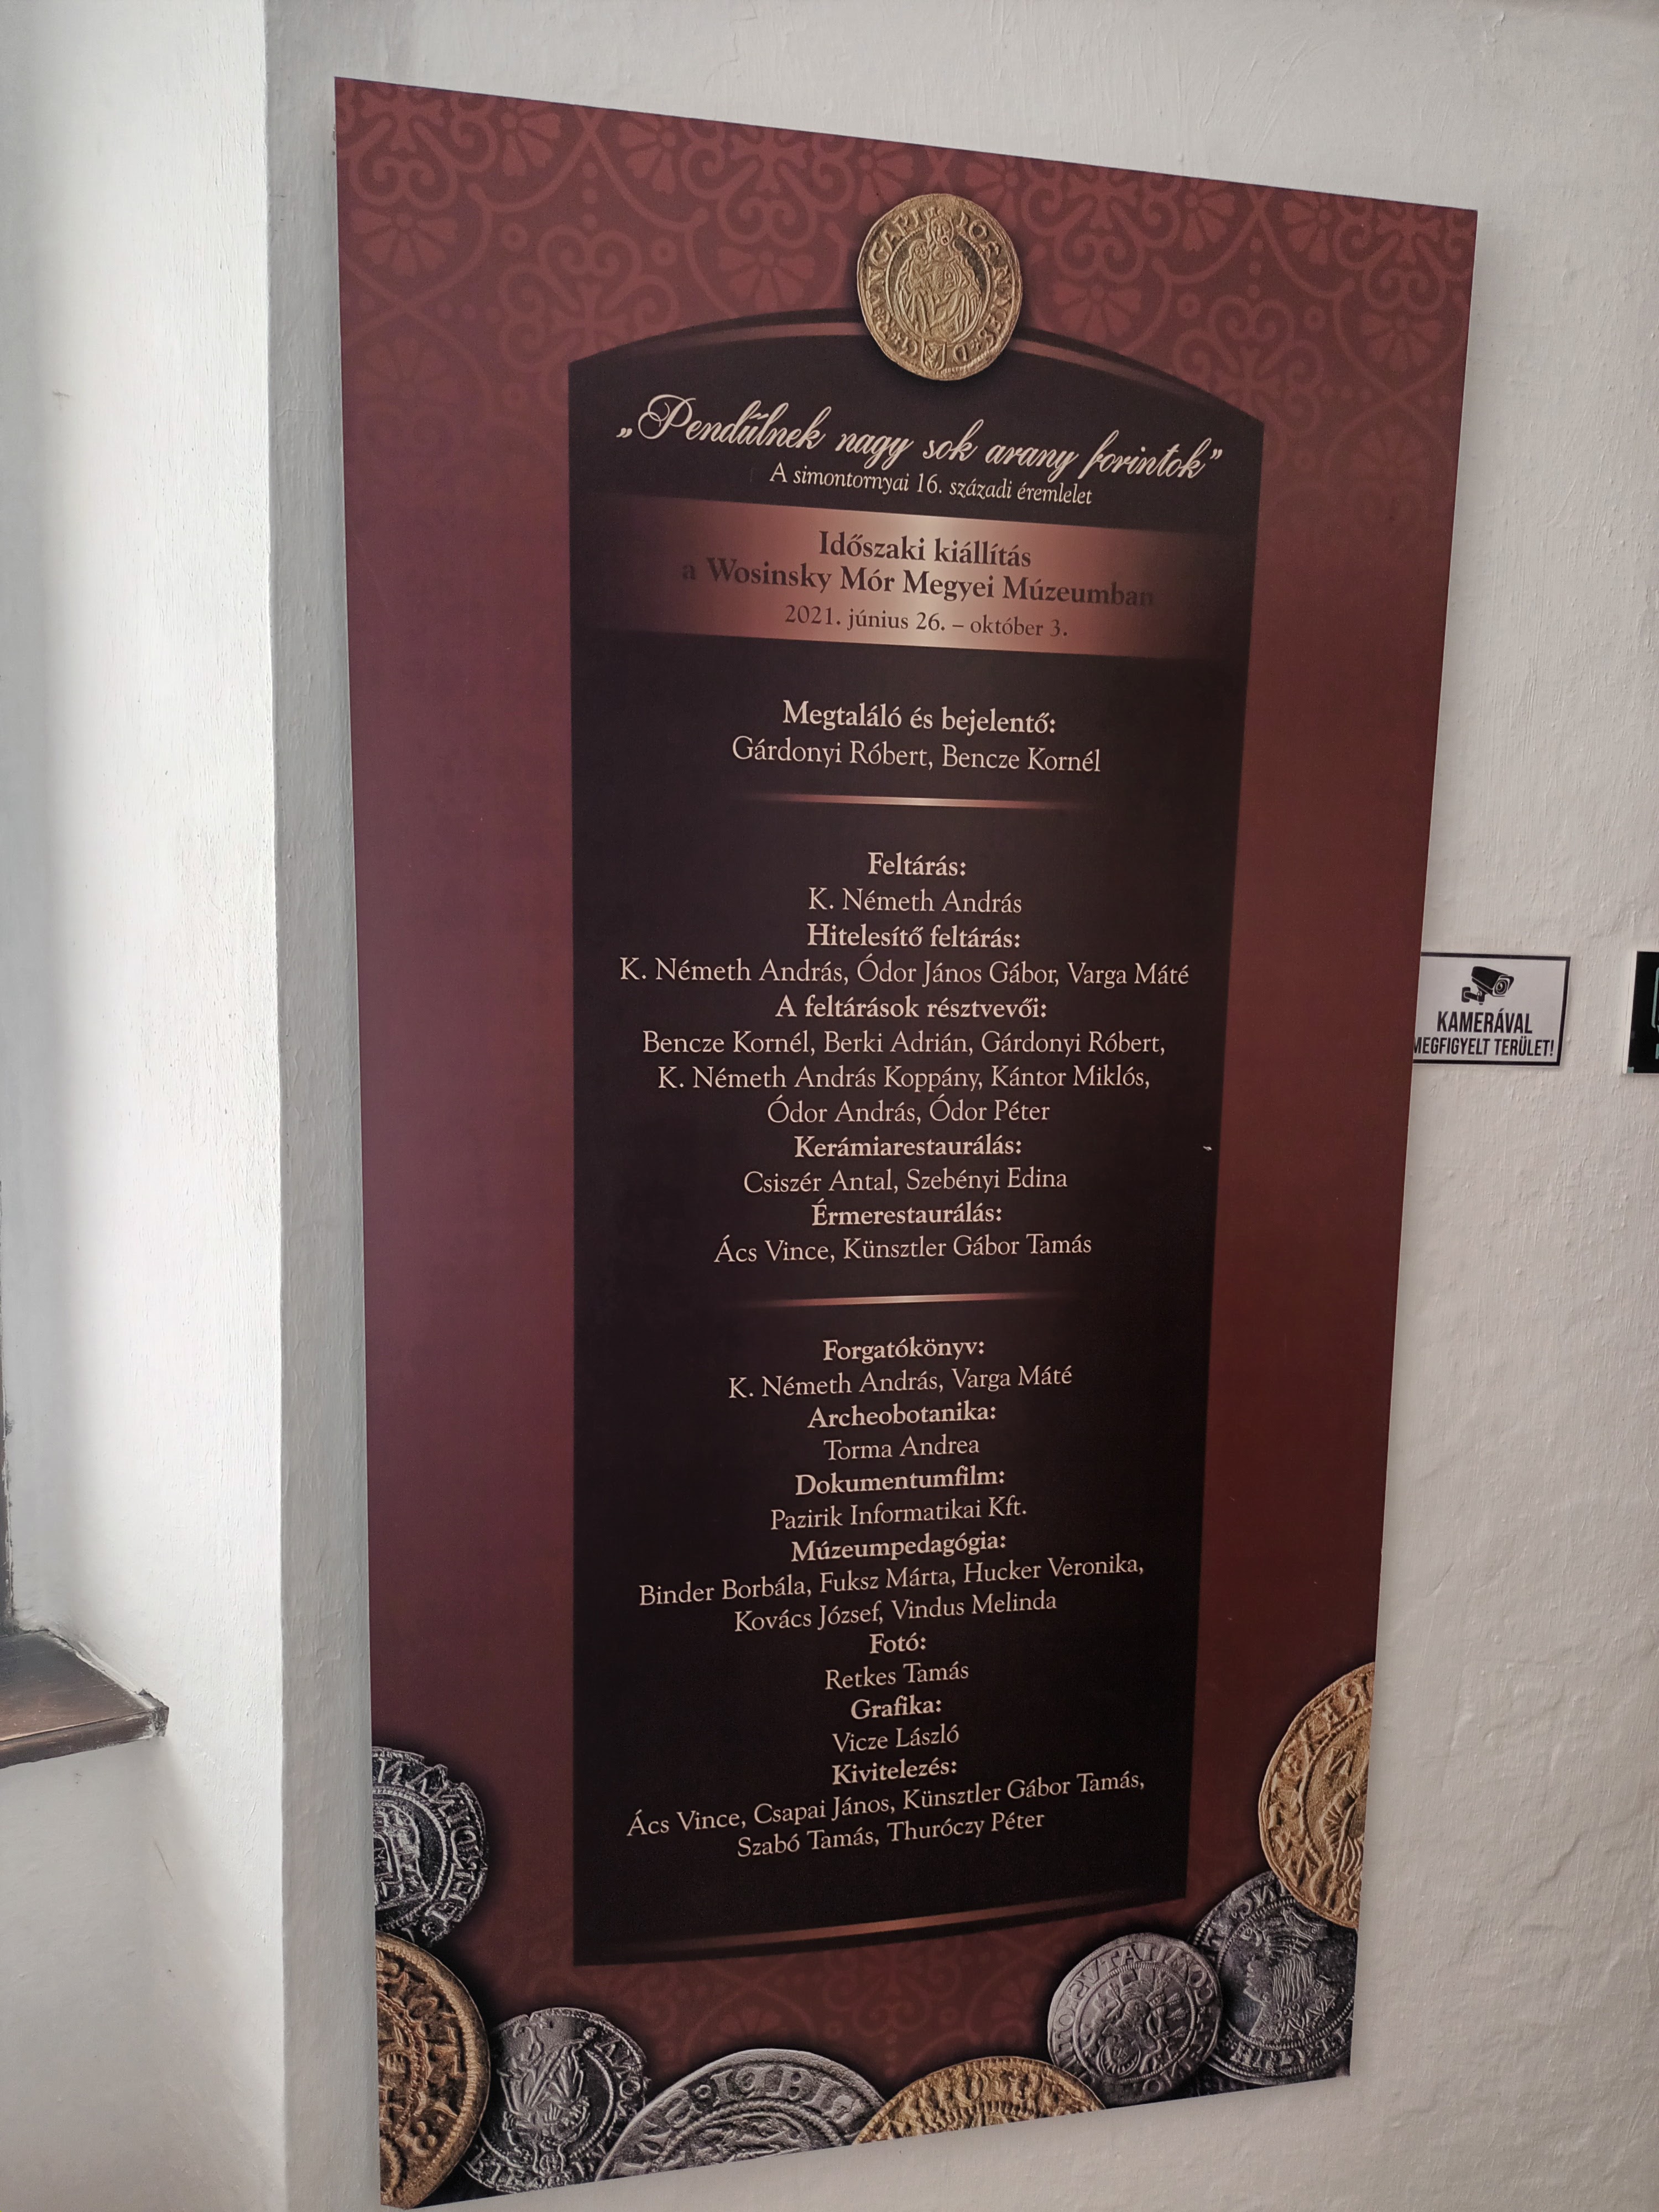 „Pendűlnek nagy sok arany forintok”
A simontornyai 16. századi éremlelet
Időszaki kiállítás
a Wosinsky Mór Megyei Múzeumban
2021. június 26. – október 3.
Megtaláló és bejelentő:
Gárdonyi Róbert, Bencze Kornél
Feltárás:
K. Németh András
Hitelesítő feltárás:
K. Németh András, Ódor János Gábor, Varga Máté
A feltárások résztvevői:
Bencze Kornél, Berki Adrián, Gárdonyi Róbert,
K. Németh András Koppány, Kántor Miklós,
Ódor András, Ódor Péter
Kerámiarestaurálás:
Csiszér Antal, Szebényi Edina
Érmerestaurálás:
Ács Vince, Künsztler Gábor Tamás
Forgatókönyv:
K. Németh András, Varga Máté
Archeobotanika:
Torma Andrea
Dokumentumfilm:
Pazirik Informatikai Kft.
Múzeumpedagógia:
Binder Borbála, Fuksz Márta, Hucker Veronika,
Kovács József, Vindus Melinda
Fotó:
Retkes Tamás
Grafika:
Vicze László
Kivitelezés:
Ács Vince, Csapai János, Künsztler Gábor Tamás,
Szabó Tamás, Thuróczy Péter
KAMERÁVAL
MEGFIGYELT TERÜLET!